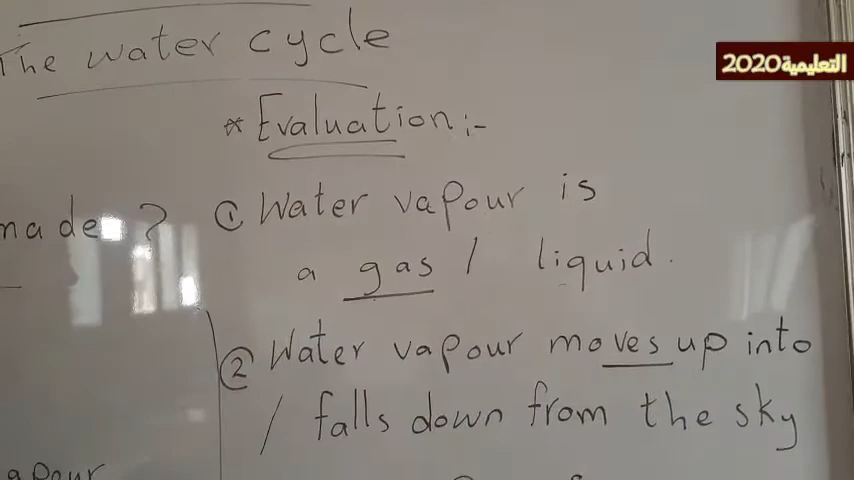 The water cycle
التعليمية2020
* Evaluation :-
made ?
① Water vapour is
a gas / liquid.
② Water vapour moves up into
/ falls down from the sky
apour